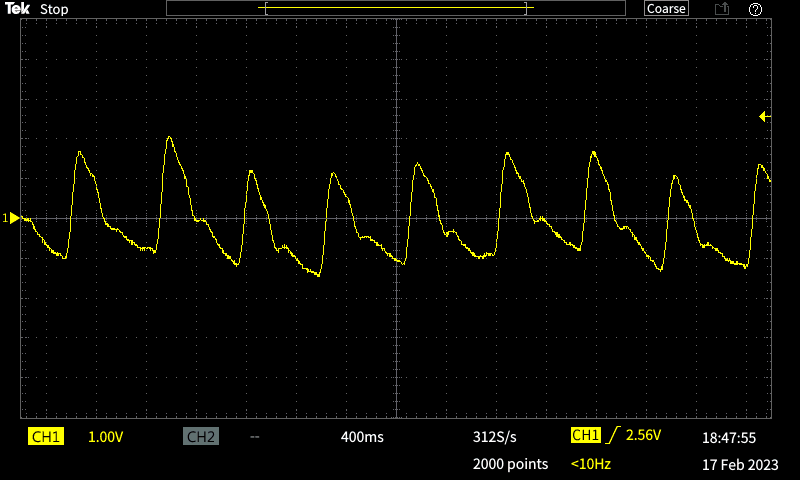 Tek Stop Coarse
1
CH1 1.00V CH2 -- 400ms 312S/s CH1 2.56V 18:47:55
2000 points <10Hz 17 Feb 2023